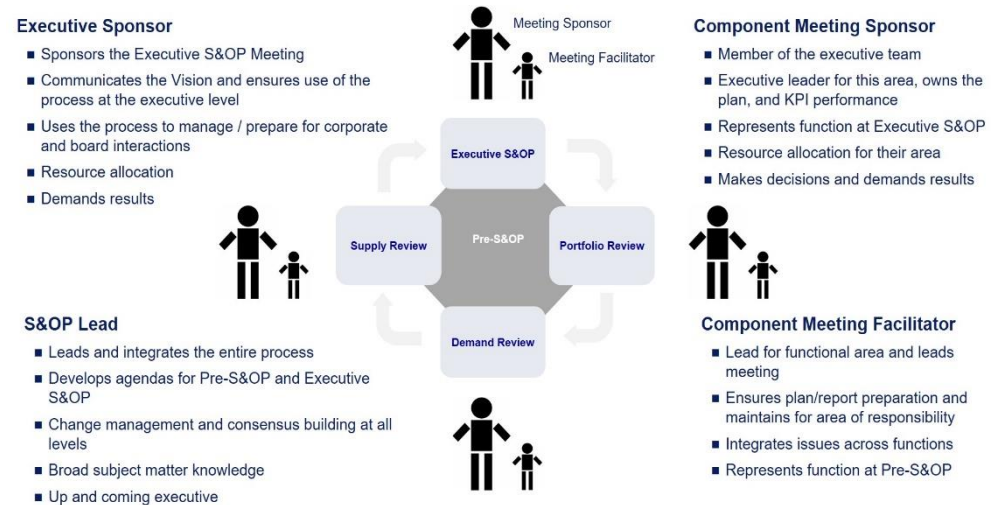 Executive Sponsor
■ Sponsors the Executive S&OP Meeting
■ Communicates the Vision and ensures use of the
process at the executive level
■ Uses the process to manage / prepare for corporate
and board interactions
■ Resource allocation
■ Demands results
Meeting Sponsor
Meeting Facilitator
Component Meeting Sponsor
■ Member of the executive team
■ Executive leader for this area, owns the
plan, and KPI performance
■ Represents function at Executive S&OP
■ Resource allocation for their area
■ Makes decisions and demands results
Executive S&OP
Supply Review
Pre-S&OP
Portfolio Review
Demand Review
S&OP Lead
■ Leads and integrates the entire process
■ Develops agendas for Pre-S&OP and Executive
S&OP
■ Change management and consensus building at all
levels
■ Broad subject matter knowledge
■ Up and coming executive
Component Meeting Facilitator
■ Lead for functional area and leads
meeting
■ Ensures plan/report preparation and
maintains for area of responsibility
■ Integrates issues across functions
■ Represents function at Pre-S&OP